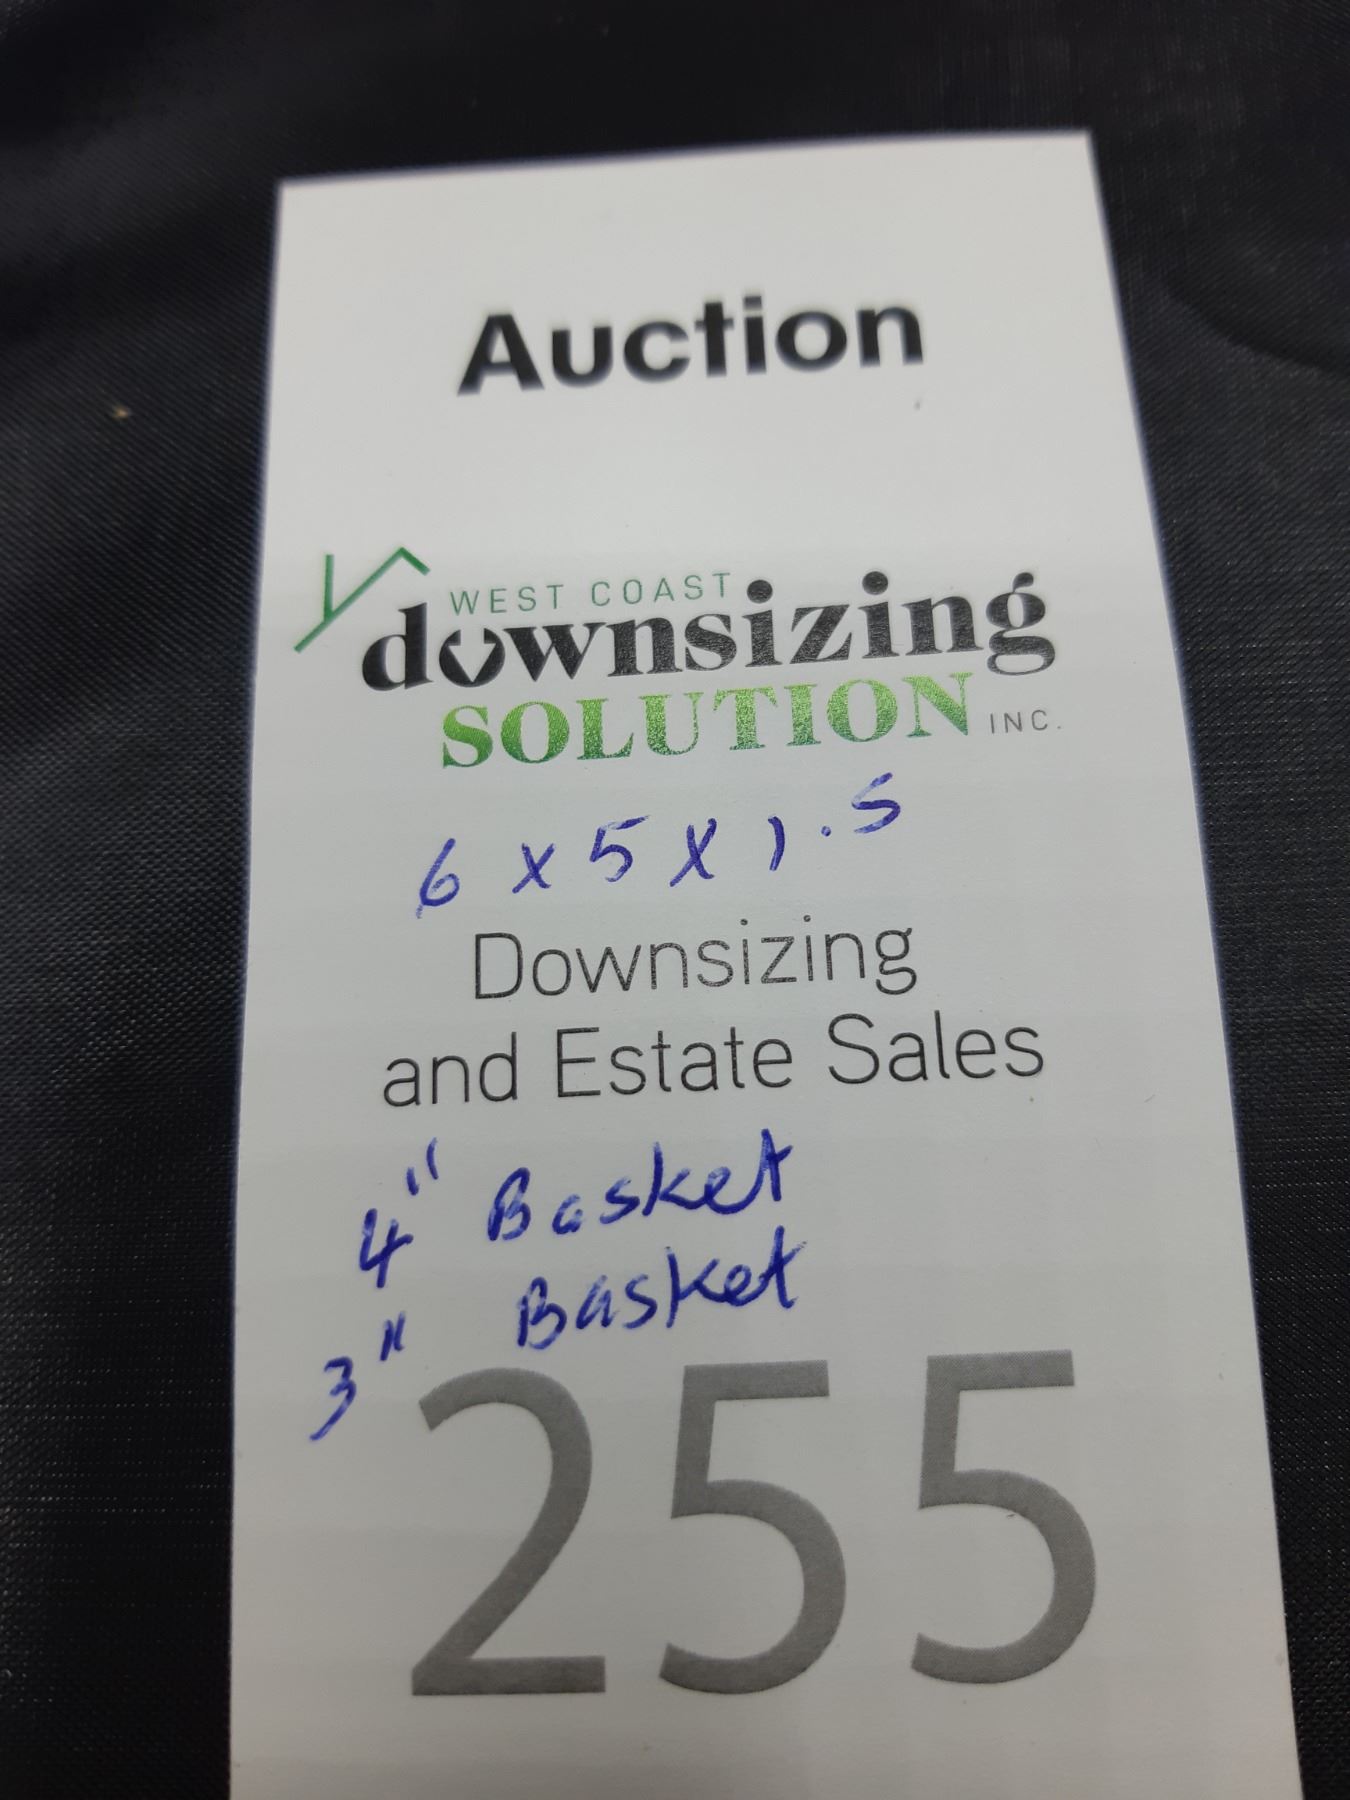 Auction
WEST COAST
downsizing
SOLUTION INC.
6 x 5 x 1.5
Downsizing
and Estate Sales
4" Basket
3" Basket
255